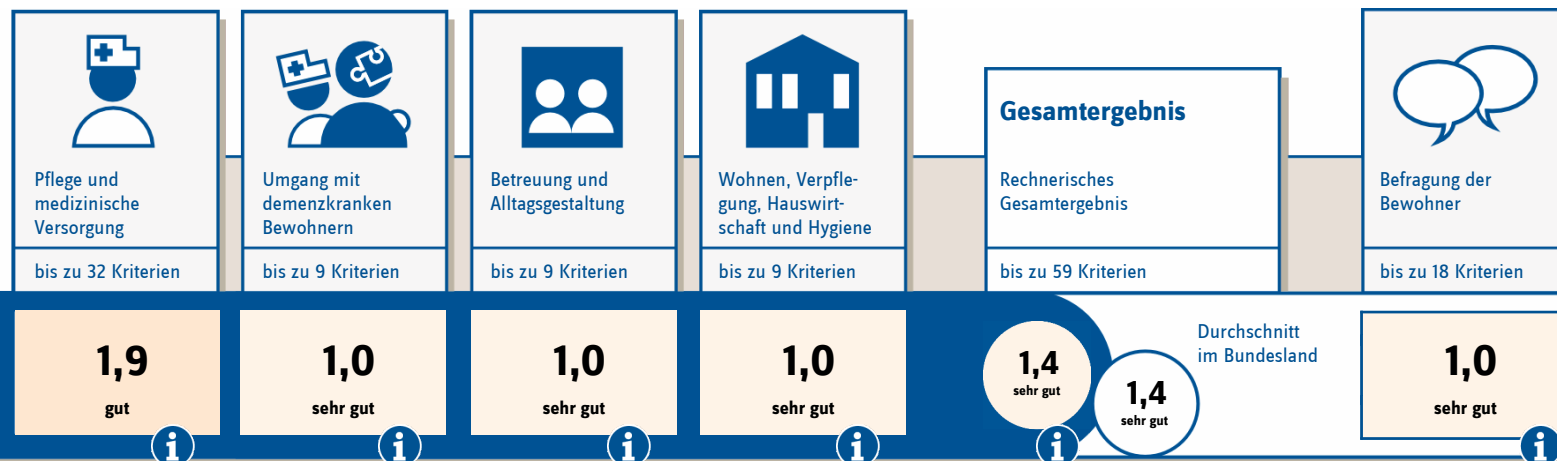 Pflege und
medizinische
Versorgung
bis zu 32 Kriterien
1,9
gut
i
Umgang mit
demenzkranken
Bewohnern
bis zu 9 Kriterien
1,0
sehr gut
i
Betreuung und
Alltagsgestaltung
bis zu 9 Kriterien
1,0
sehr gut
i
Wohnen, Verpfle-
gung, Hauswirt-
schaft und Hygiene
bis zu 9 Kriterien
1,0
sehr gut
i
Gesamtergebnis
Rechnerisches
Gesamtergebnis
bis zu 59 Kriterien
1,4
sehr gut
i
Durchschnitt
im Bundesland
1,4
sehr gut
Befragung der
Bewohner
bis zu 18 Kriterien
1,0
sehr gut
i